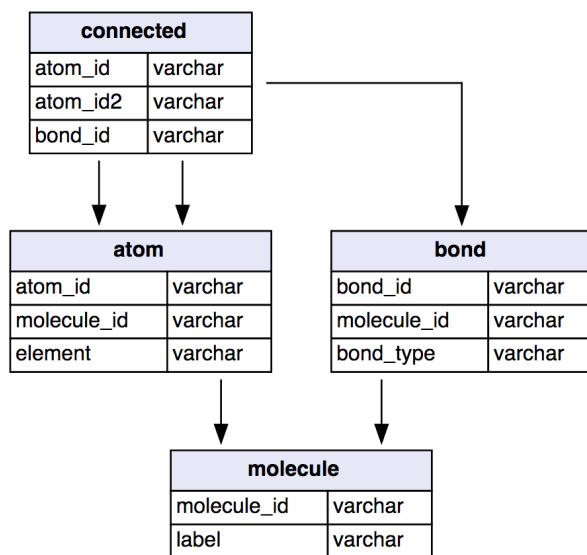 connected
atom_id varchar
atom_id2 varchar
bond_id varchar
atom
atom_id varchar
molecule_id varchar
element varchar
bond
bond_id varchar
molecule_id varchar
bond_type varchar
molecule
molecule_id varchar
label varchar